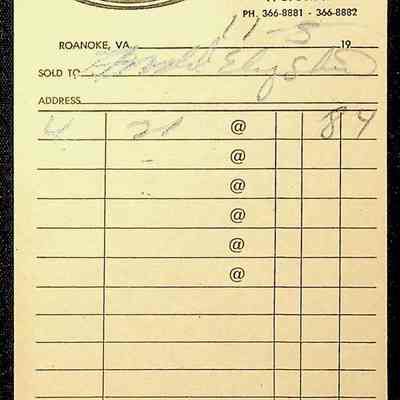 PH. 366-8881 - 366-8882
ROANOKE, VA. 11-5 19
SOLD TO
ADDRESS
4 21 @ 84
@
@
@
@
@